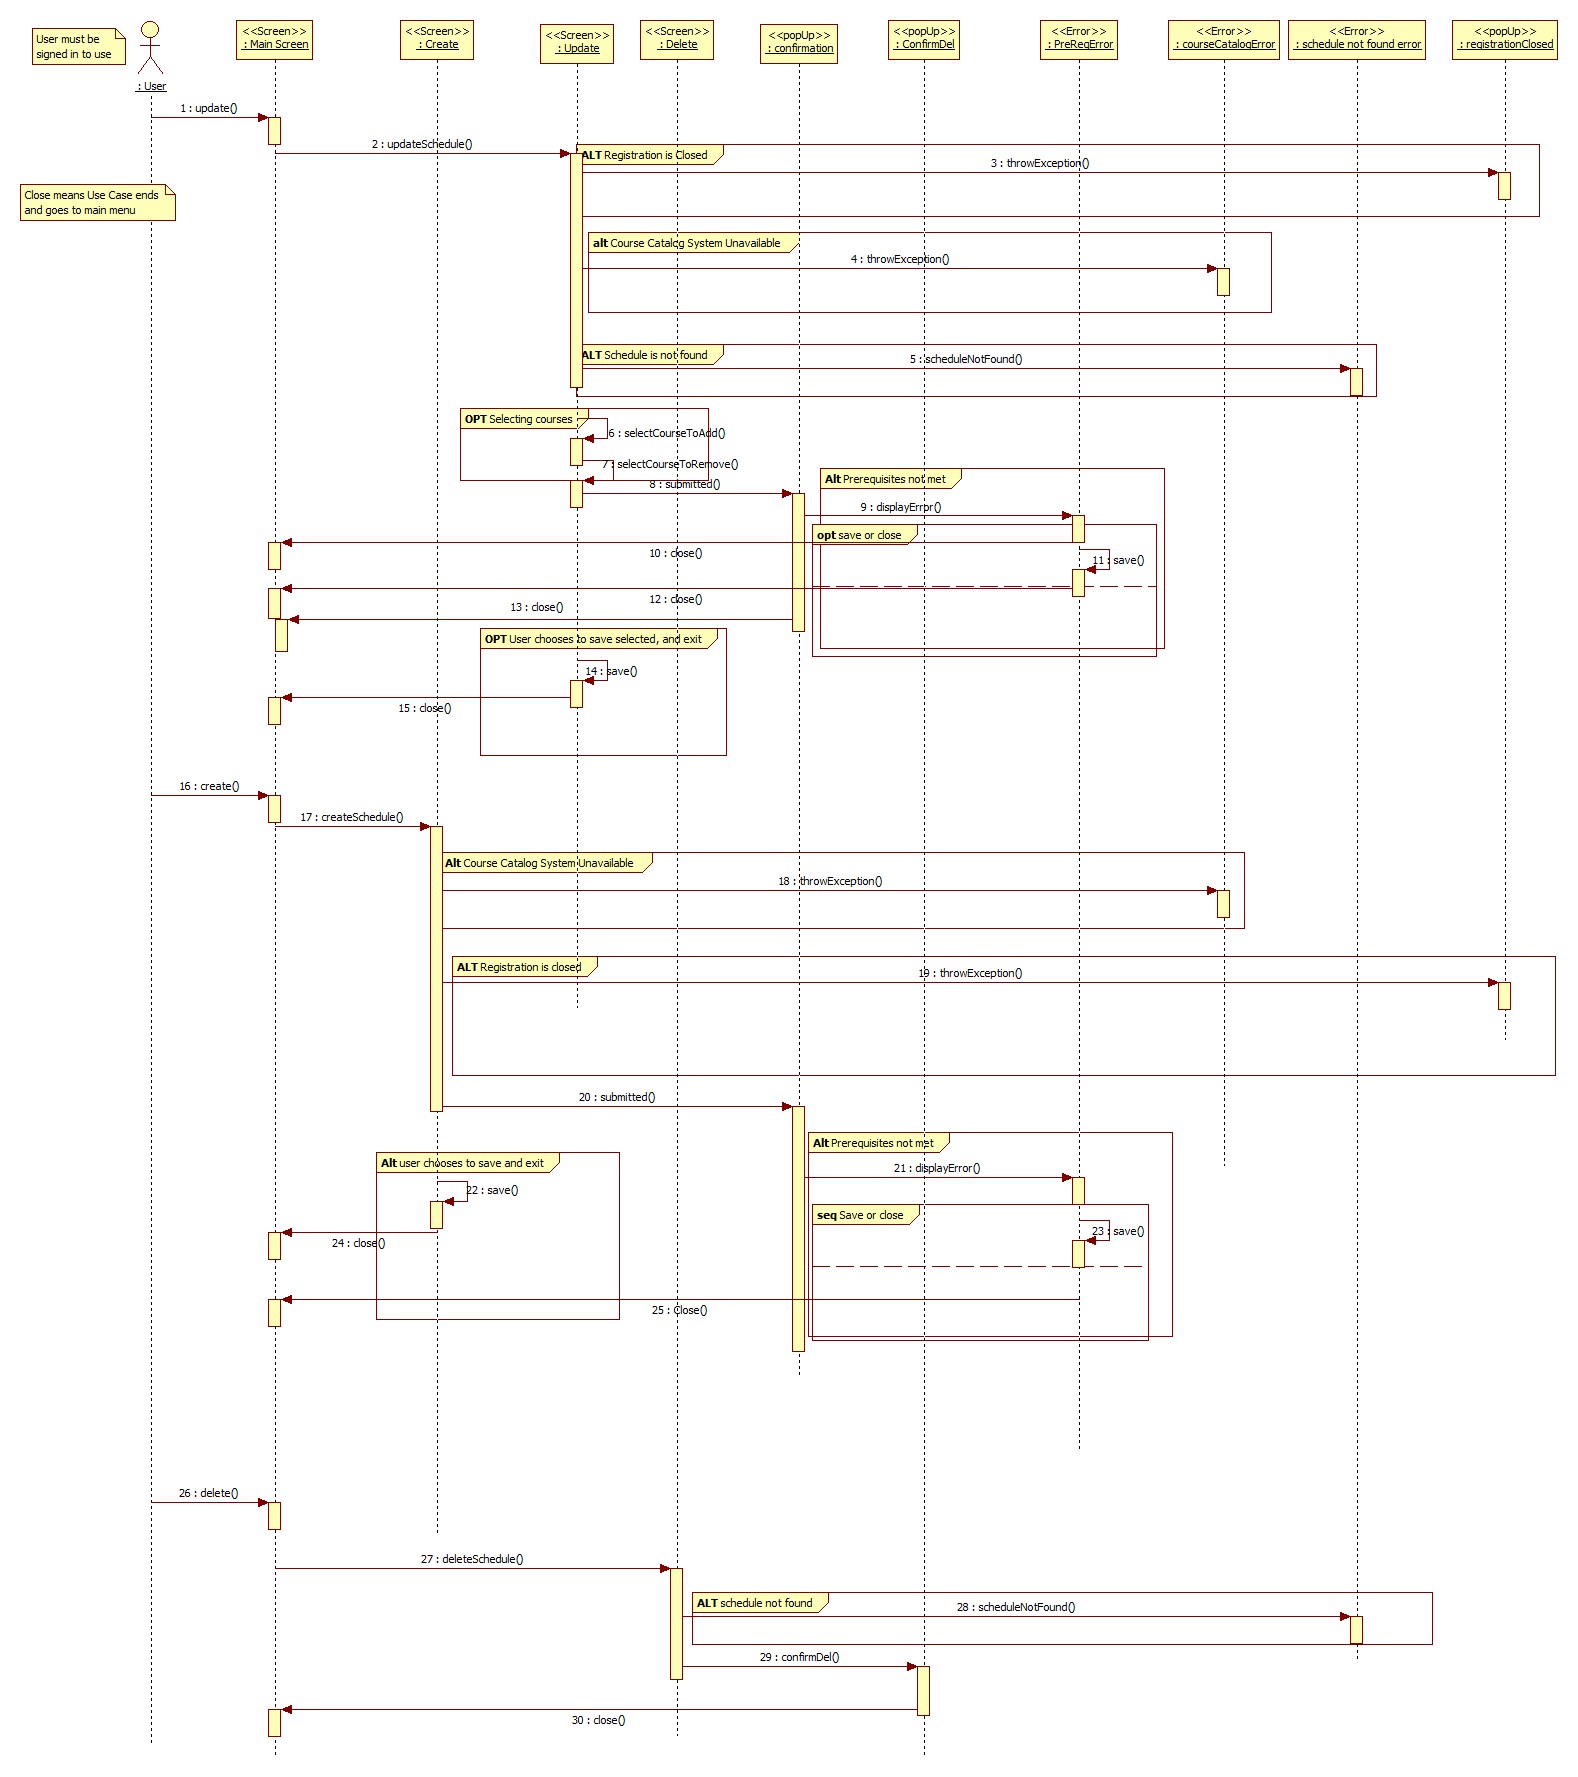 User must be
signed in to use
: User
<<Screen>>
: Main Screen
<<Screen>>
: Create
<<Screen>>
: Update
<<Screen>>
: Delete
<<popUp>>
: confirmation
<<popUp>>
: ConfirmDel
<<Error>>
: PreReqError
<<Error>>
: courseCatalogError
<<Error>>
: schedule not found error
<<popUp>>
: registrationClosed
1 : update()
2 : updateSchedule()
ALT Registration is Closed
3 : throwException()
Close means Use Case ends
and goes to main menu
alt Course Catalog System Unavailable
4 : throwException()
ALT Schedule is not found
5 : scheduleNotFound()
OPT Selecting courses
6 : selectCourseToAdd()
7 : selectCourseToRemove()
8 : submitted()
Alt Prerequisites not met
9 : displayError()
opt save or close
10 : close()
11 : save()
12 : close()
13 : close()
OPT User chooses to save selected, and exit
14 : save()
15 : close()
16 : create()
17 : createSchedule()
Alt Course Catalog System Unavailable
18 : throwException()
ALT Registration is closed
19 : throwException()
20 : submitted()
Alt Prerequisites not met
Alt user chooses to save and exit
21 : displayError()
22 : save()
seq Save or close
23 : save()
24 : close()
25 : Close()
26 : delete()
27 : deleteSchedule()
ALT schedule not found
28 : scheduleNotFound()
29 : confirmDel()
30 : close()